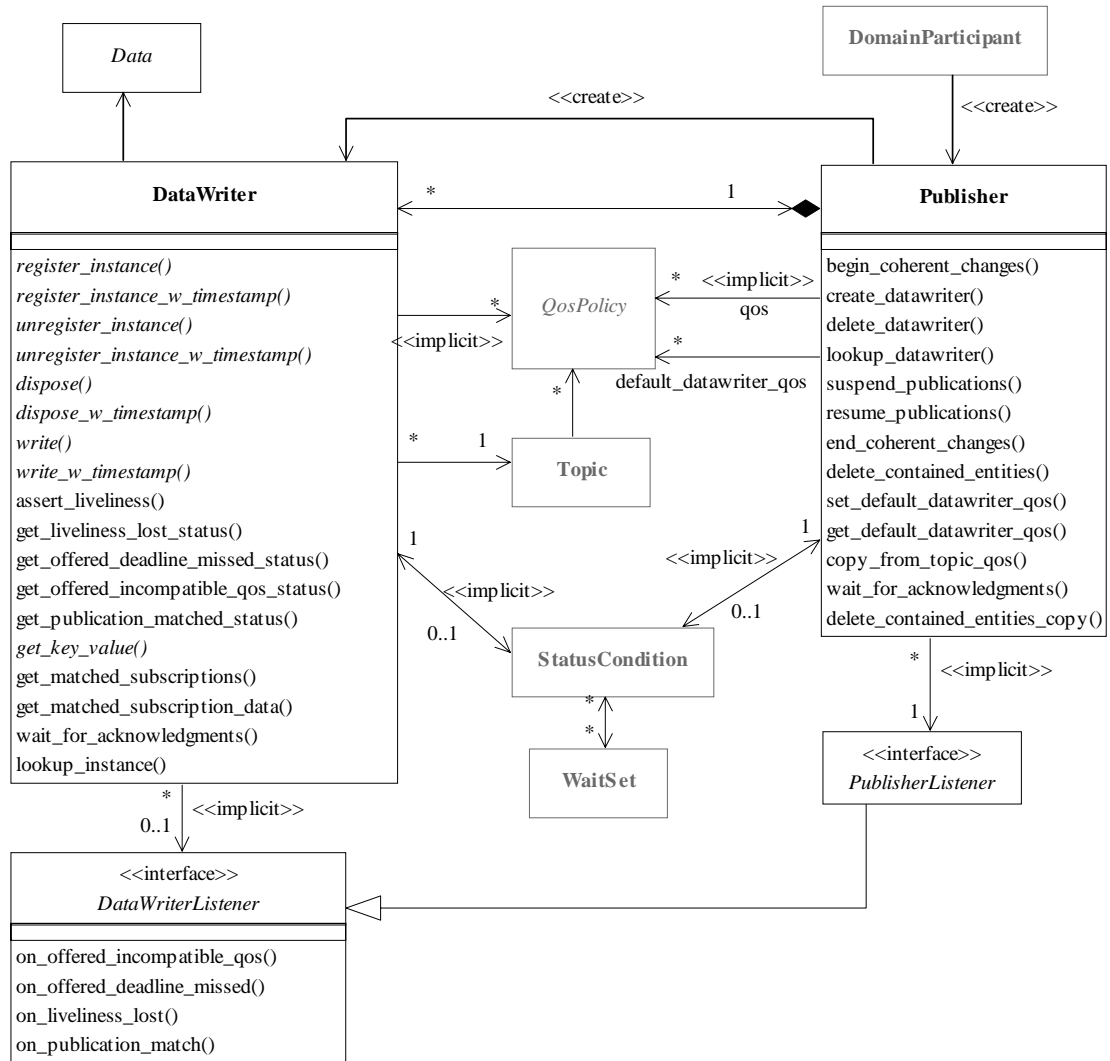 Data
DomainParticipant
<<create>>
<<create>>
DataWriter
*
1
Publisher
register_instance()
register_instance_w_timestamp()
unregister_instance()
unregister_instance_w_timestamp()
dispose()
dispose_w_timestamp()
write()
write_w_timestamp()
assert_liveliness()
get_liveliness_lost_status()
get_offered_deadline_missed_status()
get_offered_incompatible_qos_status()
get_publication_matched_status()
get_key_value()
get_matched_subscriptions()
get_matched_subscription_data()
wait_for_acknowledgments()
lookup_instance()
*
<<implicit>>
QosPolicy
*
<<implicit>>
qos
*
default_datawriter_qos
*
*
1
Topic
begin_coherent_changes()
create_datawriter()
delete_datawriter()
lookup_datawriter()
suspend_publications()
resume_publications()
end_coherent_changes()
delete_contained_entities()
set_default_datawriter_qos()
get_default_datawriter_qos()
copy_from_topic_qos()
wait_for_acknowledgments()
delete_contained_entities_copy()
1
<<implicit>>
0..1
1
<<implicit>>
0..1
StatusCondition
*
*
WaitSet
*
<<implicit>>
1
<<interface>>
PublisherListener
*
<<implicit>>
0..1
<<interface>>
DataWriterListener
on_offered_incompatible_qos()
on_offered_deadline_missed()
on_liveliness_lost()
on_publication_match()